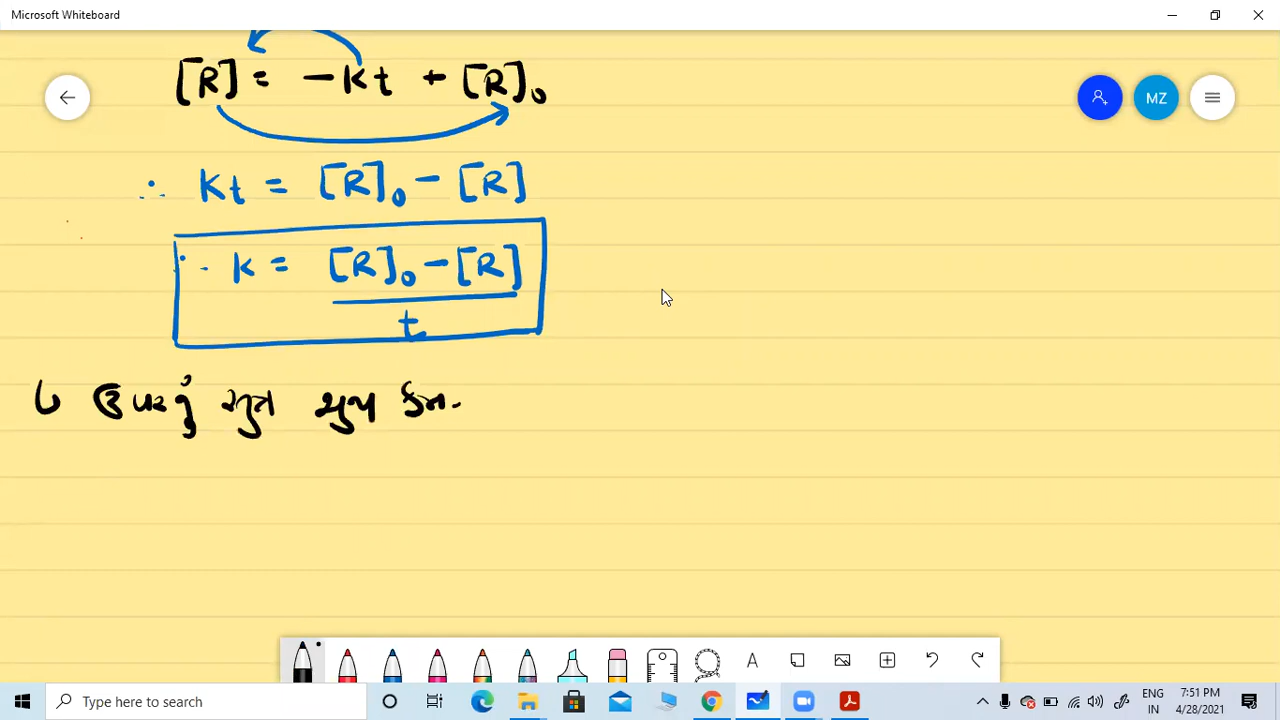 Microsoft Whiteboard
[R] = -kt + [R]₀
MZ
∴ Kt = [R]₀ - [R]
∴ k = [R]₀ - [R]
t
↳ ઉપરનું સૂત્ર શૂન્ય ક્રમ.
Type here to search
ENG
IN
7:51 PM
4/28/2021